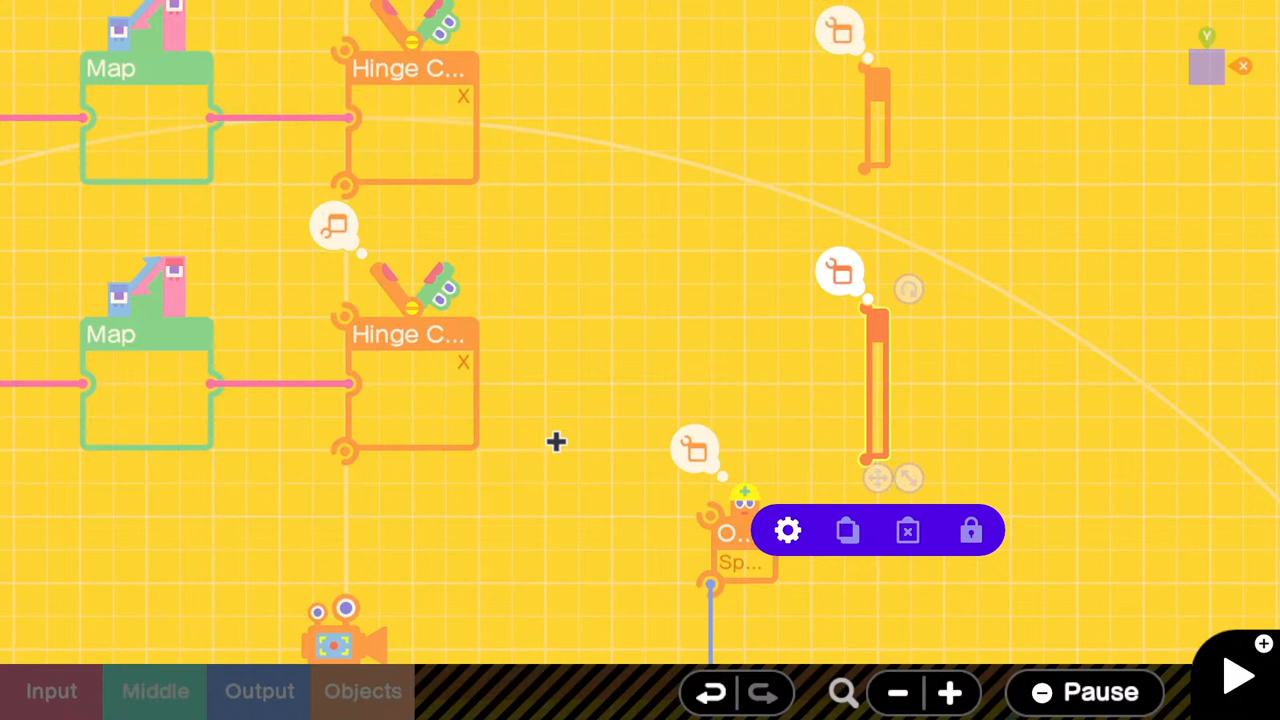 Map
Hinge C...
X
Y
X
Map
Hinge C...
X
O...
Sp...
Input
Middle
Output
Objects
Pause